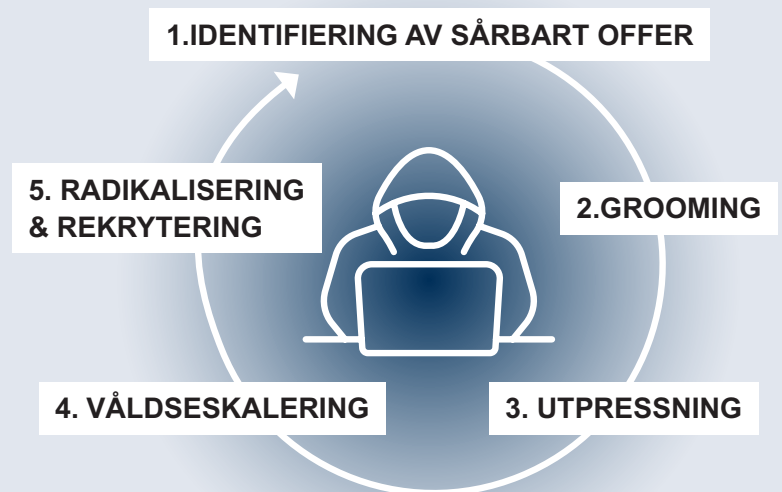 1.IDENTIFIERING AV SÅRBART OFFER
2.GROOMING
3. UTPRESSNING
4. VÅLDSESKALERING
5. RADIKALISERING
& REKRYTERING